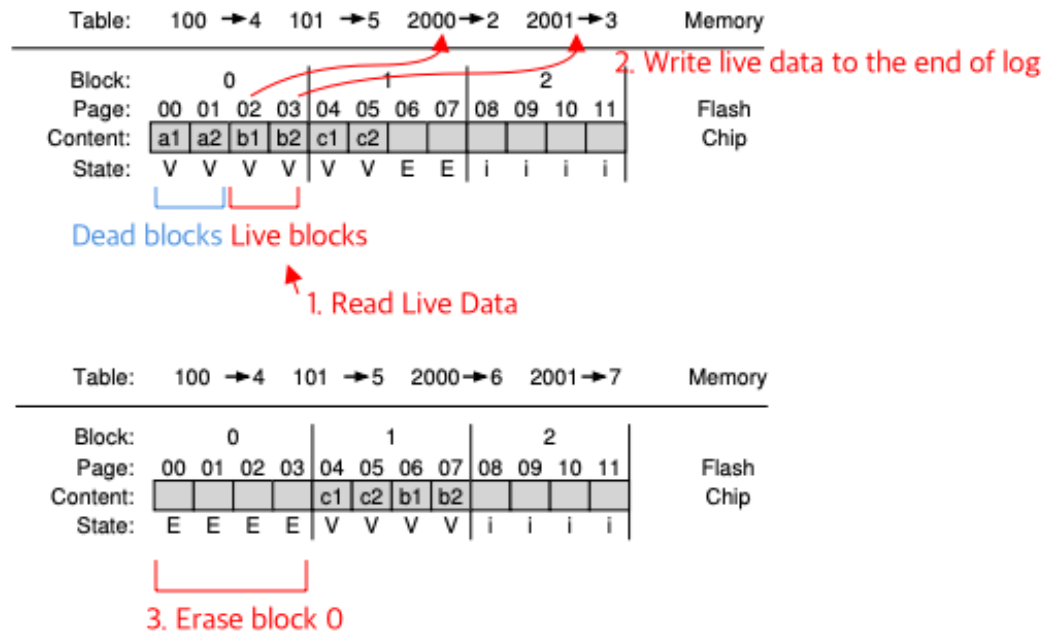 Table: 100 → 4 101 → 5 2000 → 2 2001 → 3 Memory
2. Write live data to the end of log
Block: 0 1 2
Page: 00 01 02 03 04 05 06 07 08 09 10 11 Flash
Content: a1 a2 b1 b2 c1 c2 Chip
State: V V V V V V E E i i i i
Dead blocks Live blocks
1. Read Live Data
Table: 100 → 4 101 → 5 2000 → 6 2001 → 7 Memory
Block: 0 1 2
Page: 00 01 02 03 04 05 06 07 08 09 10 11 Flash
Content: c1 c2 b1 b2 Chip
State: E E E E V V V V i i i i
3. Erase block 0